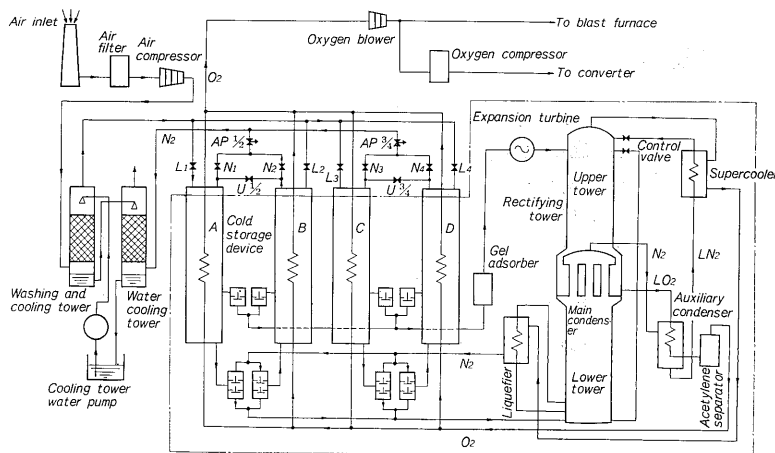 Air inlet
Air
filter
Air
compressor
O2
Oxygen blower
To blast furnace
Oxygen compressor
To converter
Expansion turbine
N2
AP 1/2
AP 3/4
L1
N1
N2
L2
L3
N3
N4
L4
U 1/2
U 3/4
Control
valve
Supercooler
Upper
tower
Rectifying
tower
A
Cold
storage
device
B
C
D
Gel
adsorber
N2
LN2
LO2
Washing and
cooling tower
Water
cooling
tower
Main
conden-
ser
Auxiliary
condenser
Cooling tower
water pump
N2
Liquefier
Lower
tower
Acetylene
separator
O2